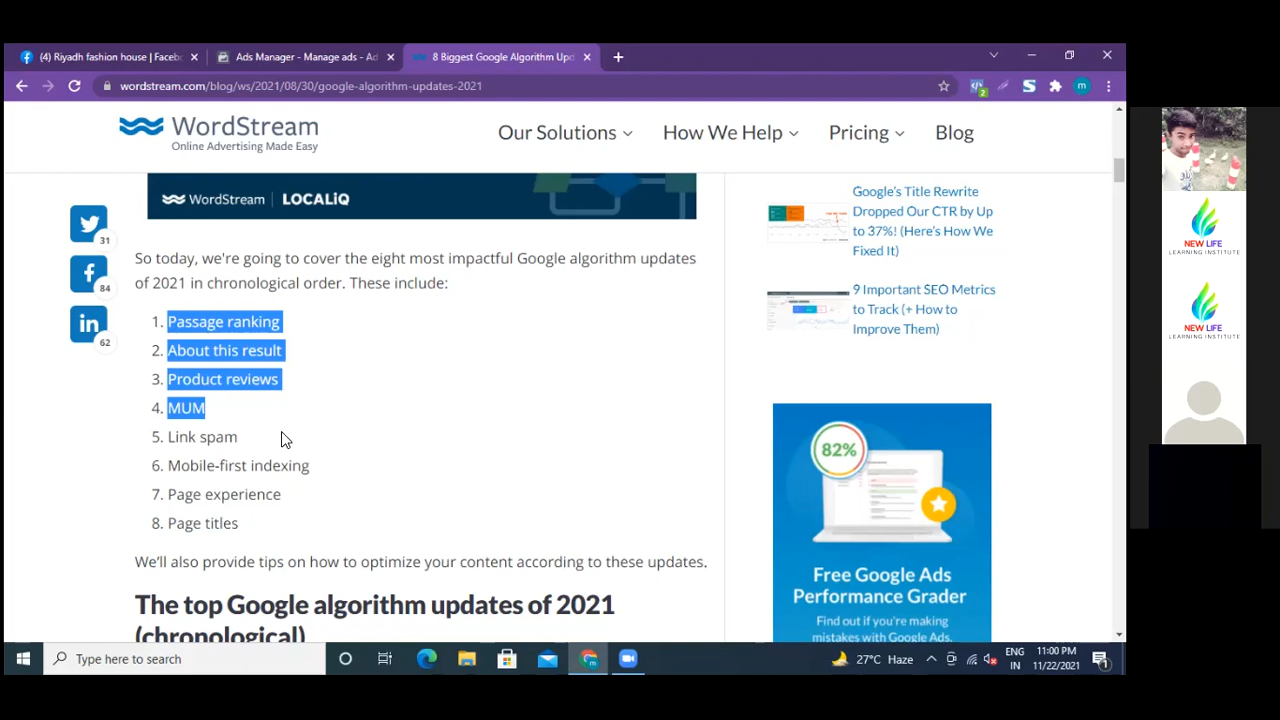 (4) Riyadh fashion house | Faceb
Ads Manager - Manage ads - Ad
8 Biggest Google Algorithm Upd
wordstream.com/blog/ws/2021/08/30/google-algorithm-updates-2021
2
m
WordStream
Online Advertising Made Easy
Our Solutions
How We Help
Pricing
Blog
WordStream | LOCALiQ
31
84
62
So today, we're going to cover the eight most impactful Google algorithm updates
of 2021 in chronological order. These include:
1. Passage ranking
2. About this result
3. Product reviews
4. MUM
5. Link spam
6. Mobile-first indexing
7. Page experience
8. Page titles
We'll also provide tips on how to optimize your content according to these updates.
The top Google algorithm updates of 2021
(chronological)
Google's Title Rewrite
Dropped Our CTR by Up
to 37%! (Here's How We
Fixed It)
9 Important SEO Metrics
to Track (+ How to
Improve Them)
82%
Free Google Ads
Performance Grader
Find out if you're making
mistakes with Google Ads.
NEW LIFE
LEARNING INSTITUTE
NEW LIFE
LEARNING INSTITUTE
Type here to search
27°C Haze
ENG
IN
11:00 PM
11/22/2021
1